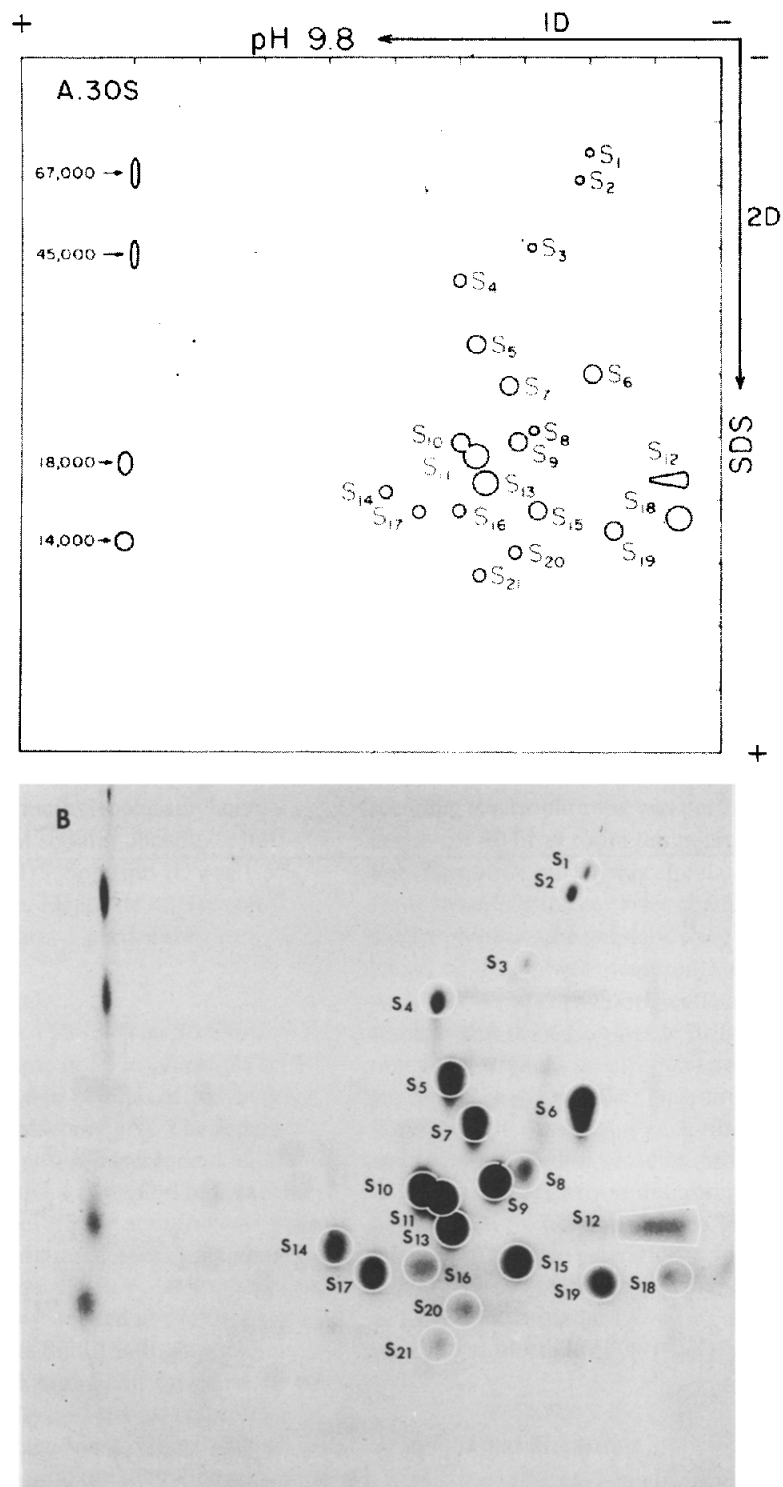 + 1D −
pH 9.8
A.30S
−
S₁
67,000
S₂
2D
S₃
45,000
S₄
S₅
S₆
S₇
S₈
S₁₀
S₉
SDS
18,000
S₁₁
S₁₂
S₁₃
S₁₄
S₁₈
S₁₇
S₁₆
S₁₅
14,000
S₁₉
S₂₀
S₂₁
+
B
S₁
S₂
S₃
S₄
S₅
S₆
S₇
S₈
S₁₀
S₉
S₁₁
S₁₂
S₁₃
S₁₄
S₁₅
S₁₇
S₁₆
S₁₉
S₁₈
S₂₀
S₂₁